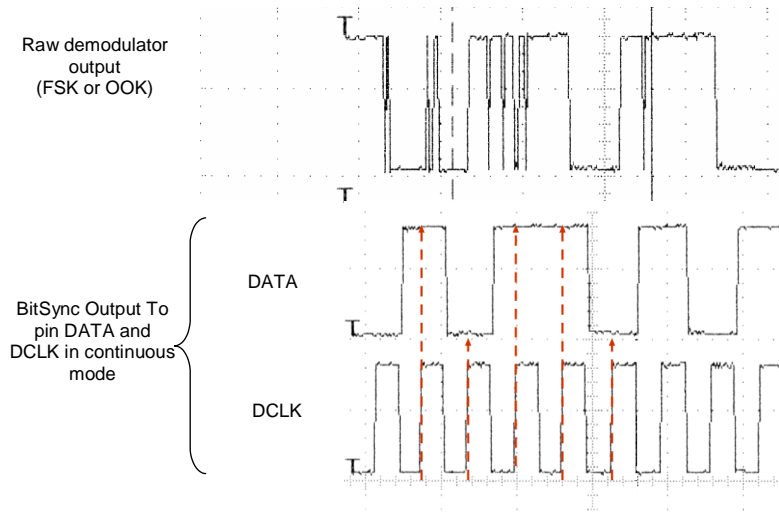 Raw demodulator
output
(FSK or OOK)
DATA
BitSync Output To
pin DATA and
DCLK in continuous
mode
DCLK